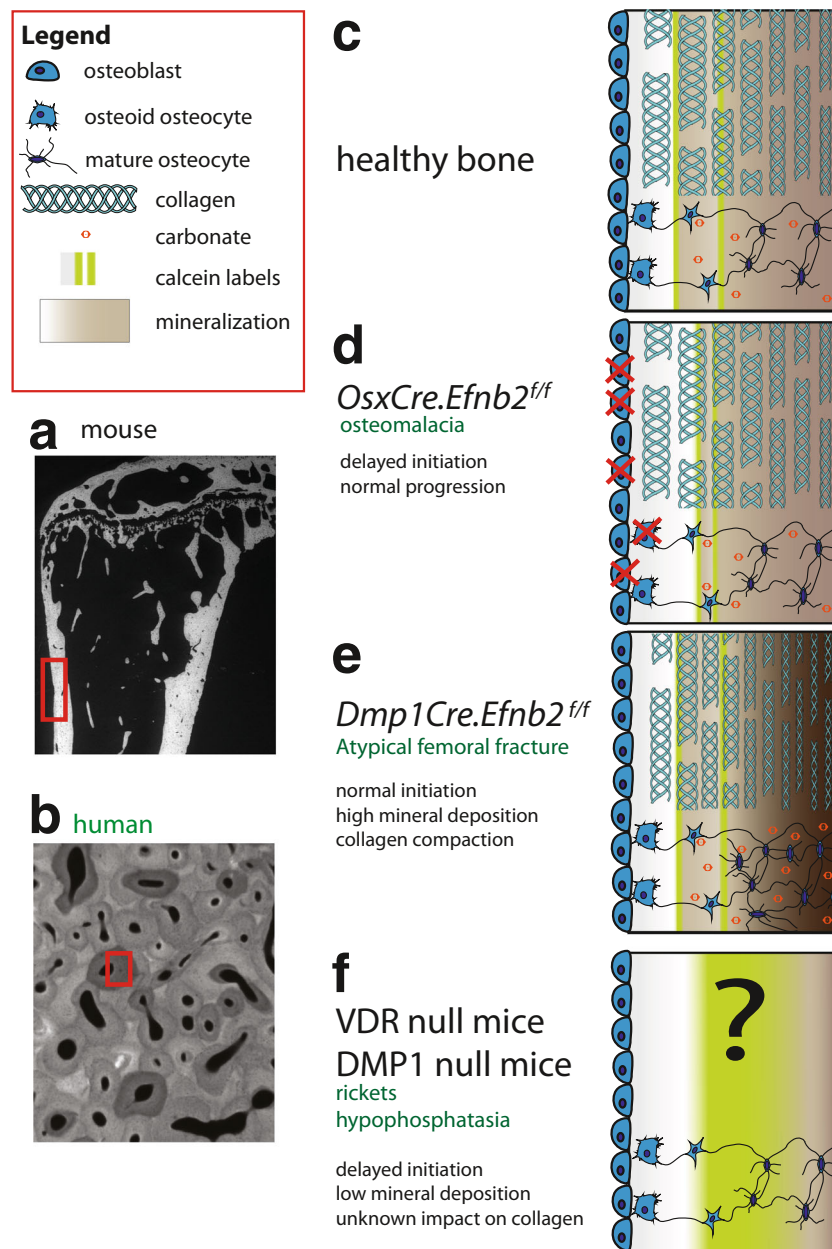 Legend
osteoblast
osteoid osteocyte
mature osteocyte
collagen
carbonate
calcein labels
mineralization
a mouse
b human
c
healthy bone
d
OsxCre.Efnb2 f/f
osteomalacia
delayed initiation
normal progression
e
Dmp1Cre.Efnb2 f/f
Atypical femoral fracture
normal initiation
high mineral deposition
collagen compaction
f
VDR null mice
DMP1 null mice
rickets
hypophosphatasia
delayed initiation
low mineral deposition
unknown impact on collagen
?